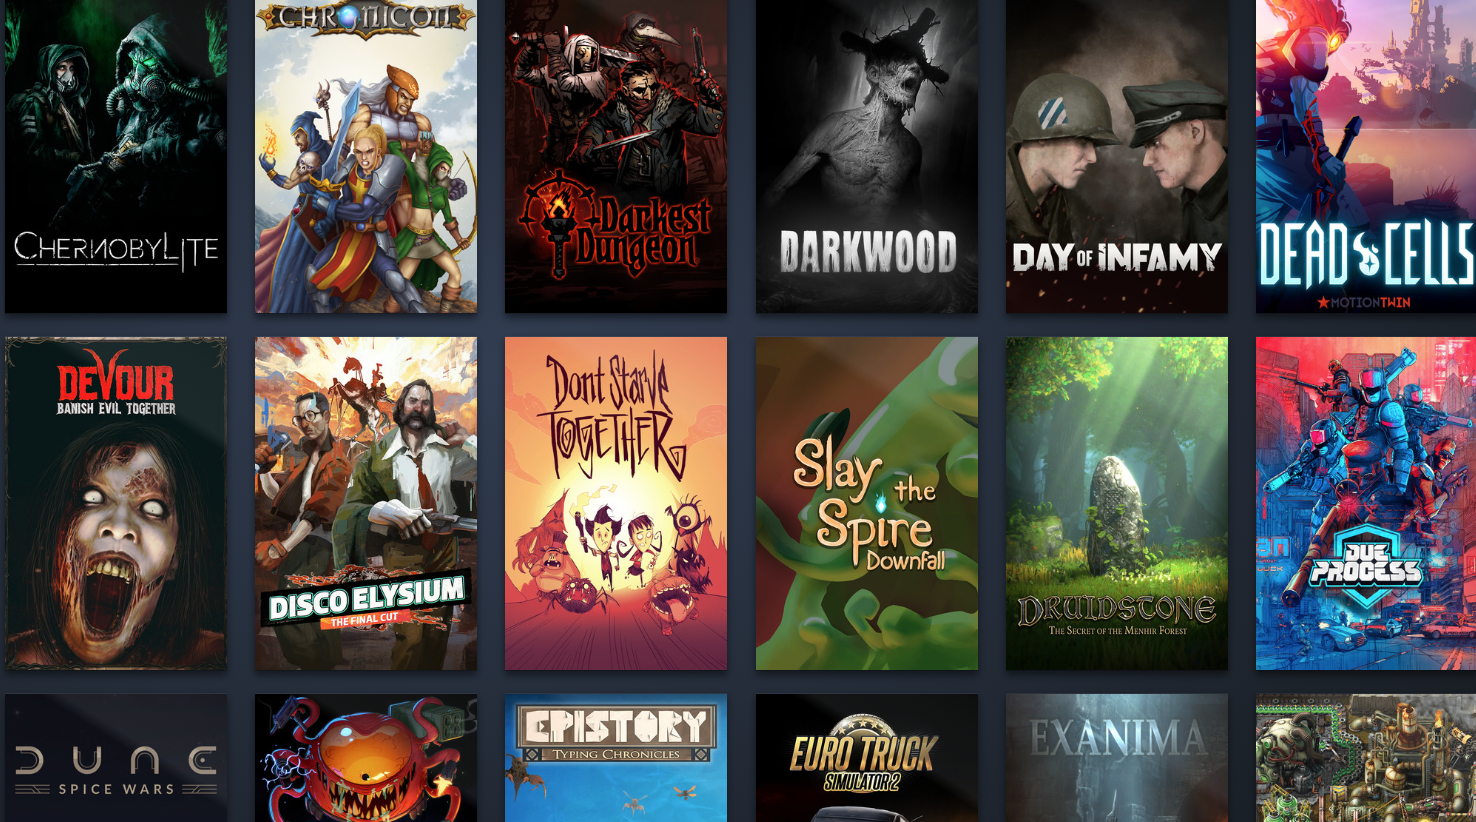 CHRONICON
CHERNOBYLITE
Darkest
Dungeon
DARKWOOD
DAY OF INFAMY
DEAD CELLS
MOTIONTWIN
DEVOUR
BANISH EVIL TOGETHER
DISCO ELYSIUM
THE FINAL CUT
Dont Starve
TOGETHER
Slay
the
Spire
Downfall
DRUIDSTONE
THE SECRET OF THE MENHIR FOREST
DUE
PROCESS
DUNE
SPICE WARS
EPISTORY
TYPING CHRONICLES
EURO TRUCK
SIMULATOR 2
EXANIMA